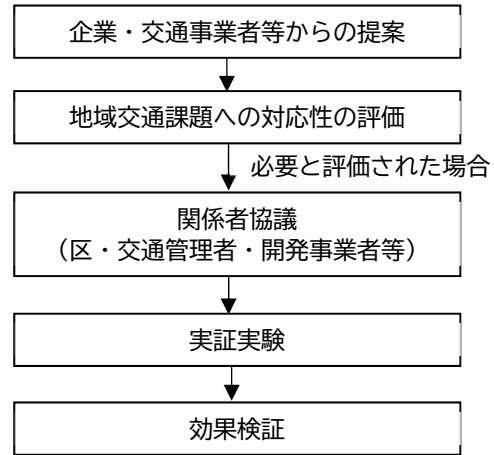 企業・交通事業者等からの提案
地域交通課題への対応性の評価
必要と評価された場合
関係者協議
（区・交通管理者・開発事業者等）
実証実験
効果検証